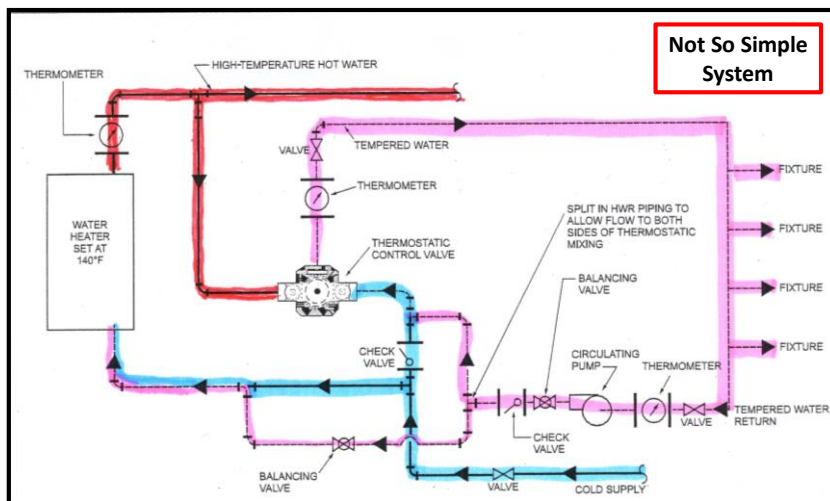 Not So Simple
System
HIGH-TEMPERATURE HOT WATER
THERMOMETER
VALVE
TEMPERED WATER
THERMOMETER
FIXTURE
WATER
HEATER
SET AT
140°F
SPLIT IN HWR PIPING TO
ALLOW FLOW TO BOTH
SIDES OF THERMOSTATIC
MIXING
FIXTURE
THERMOSTATIC
CONTROL VALVE
BALANCING
VALVE
FIXTURE
CHECK
VALVE
CIRCULATING
PUMP
THERMOMETER
FIXTURE
VALVE
TEMPERED WATER
RETURN
CHECK
VALVE
BALANCING
VALVE
VALVE
COLD SUPPLY